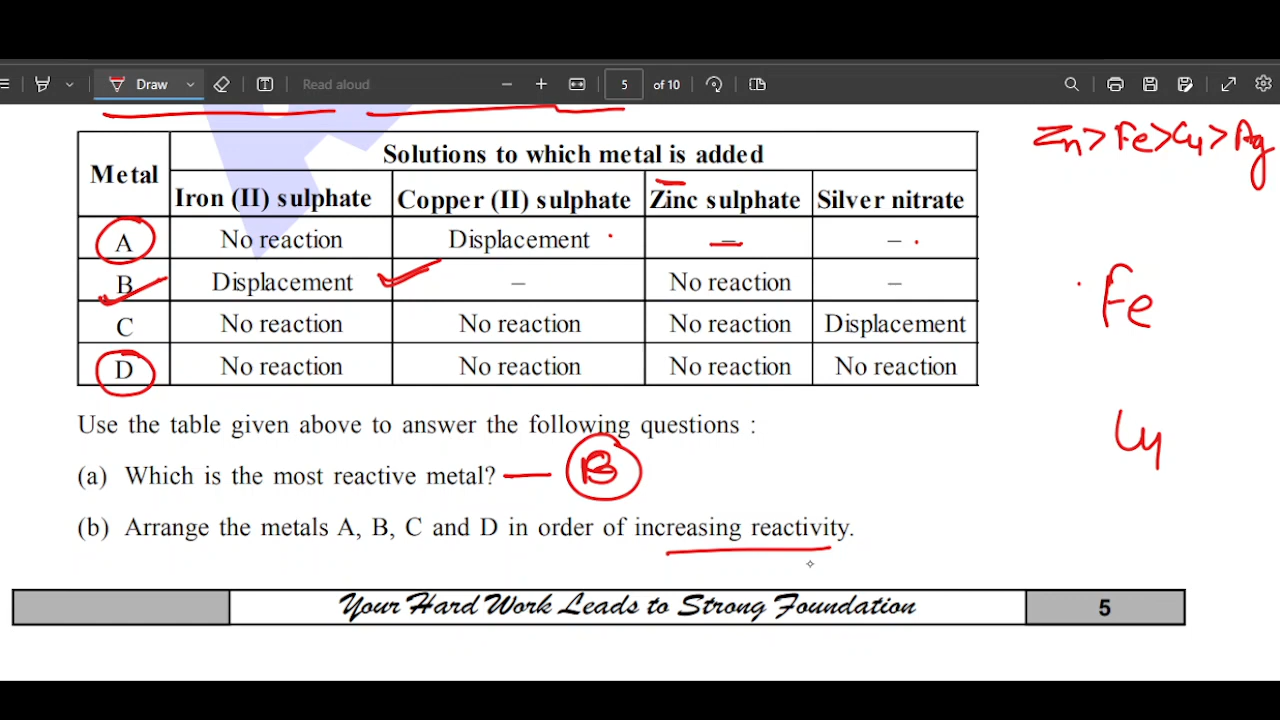 Draw
Read aloud
5 of 10
Zn > Fe > Cu > Ag
Metal Solutions to which metal is added
Iron (II) sulphate Copper (II) sulphate Zinc sulphate Silver nitrate
A No reaction Displacement – –
B Displacement – No reaction –
C No reaction No reaction No reaction Displacement
D No reaction No reaction No reaction No reaction
Fe
Cu
Use the table given above to answer the following questions :
(a) Which is the most reactive metal? — B
(b) Arrange the metals A, B, C and D in order of increasing reactivity.
Your Hard Work Leads to Strong Foundation 5